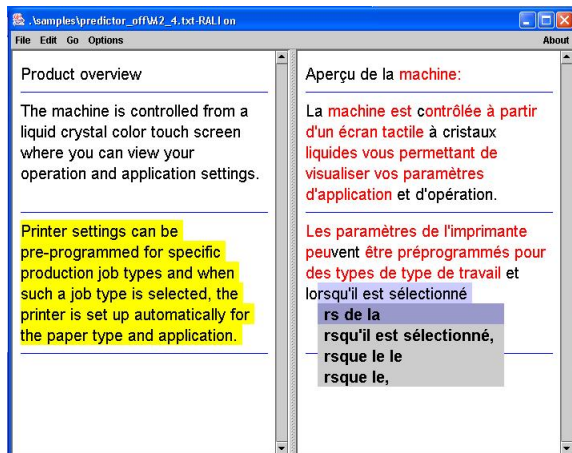 .\samples\predictor_off\M2_4.txt-RALI on
File Edit Go Options About
Product overview
The machine is controlled from a
liquid crystal color touch screen
where you can view your
operation and application settings.
Printer settings can be
pre-programmed for specific
production job types and when
such a job type is selected, the
printer is set up automatically for
the paper type and application.
Aperçu de la machine:
La machine est contrôlée à partir
d'un écran tactile à cristaux
liquides vous permettant de
visualiser vos paramètres
d'application et d'opération.
Les paramètres de l'imprimante
peuvent être préprogrammés pour
des types de type de travail et
lorsqu'il est sélectionné
rs de la
rsqu'il est sélectionné,
rsque le le
rsque le,